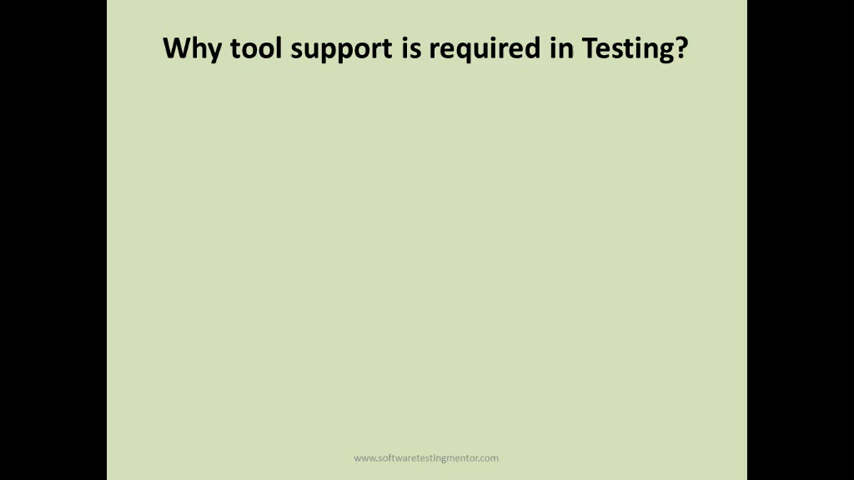 Why tool support is required in Testing?
www.softwaretestingmentor.com